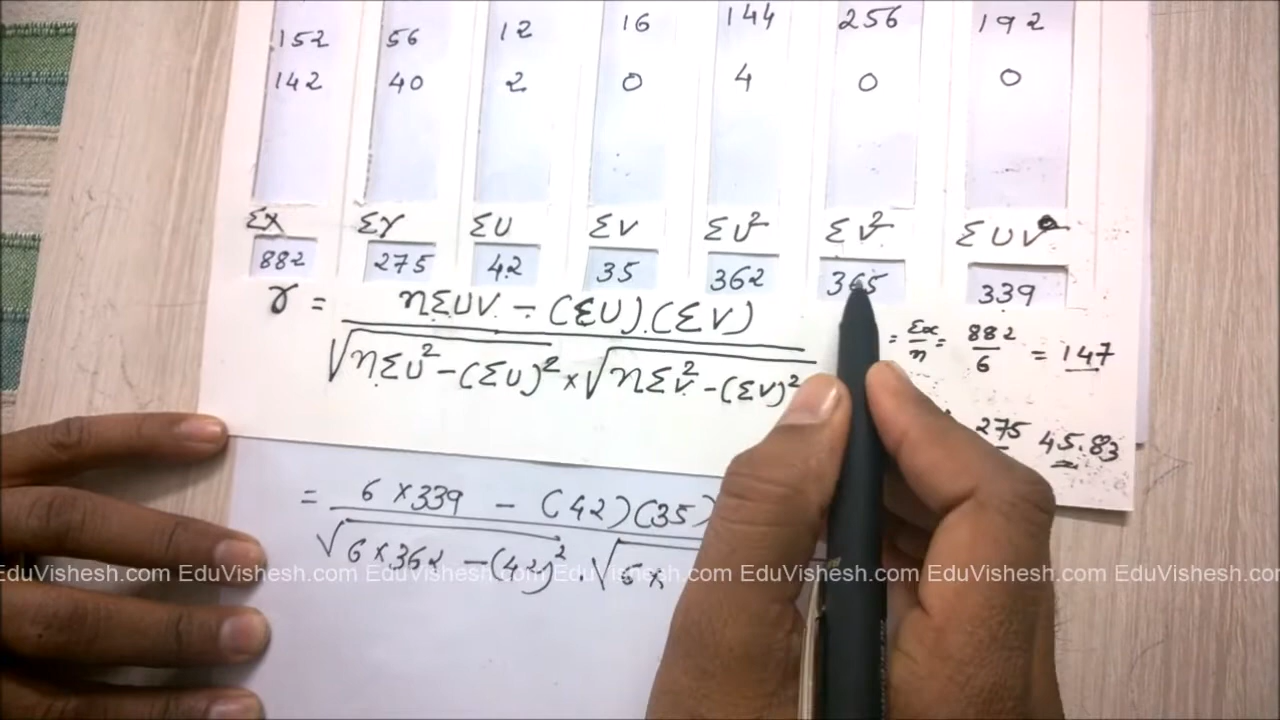 152 56 12 16 144 256 192
142 40 2 0 4 0 0
Σx ΣY ΣU ΣV ΣU² ΣV² ΣUV
882 275 42 35 362 365 339
r = nΣUV - (ΣU).(ΣV) / √nΣU² - (ΣU)² × √nΣV² - (ΣV)²
= Σx/n = 882/6 = 147
275 45.83
= 6 × 339 - (42)(35) / √6 × 362 - (42)² . √6 ×
EduVishesh.com EduVishesh.com EduVishesh.com EduVishesh.com EduVishesh.com EduVishesh.com EduVishesh.com